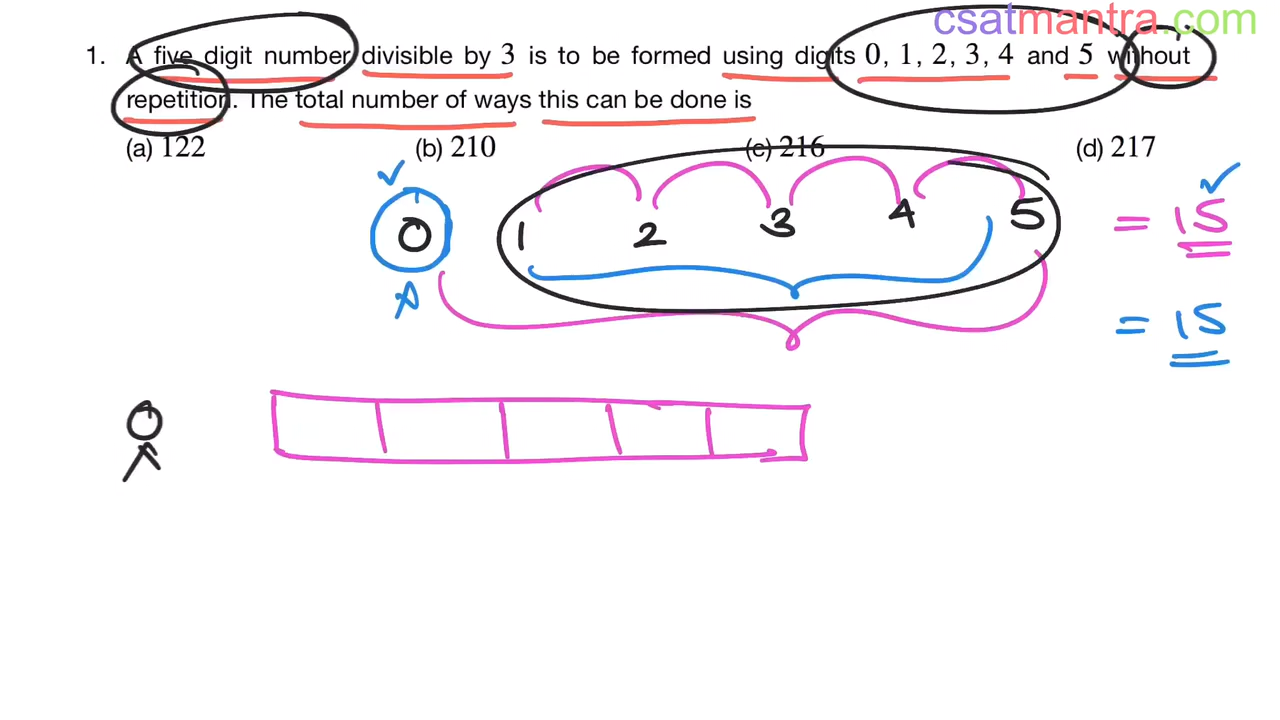 csatmantra.com
1. A five digit number divisible by 3 is to be formed using digits 0, 1, 2, 3, 4 and 5 without
repetition. The total number of ways this can be done is
(a) 122 (b) 210 (c) 216 (d) 217
0 1 2 3 4 5 = 15
A = 15